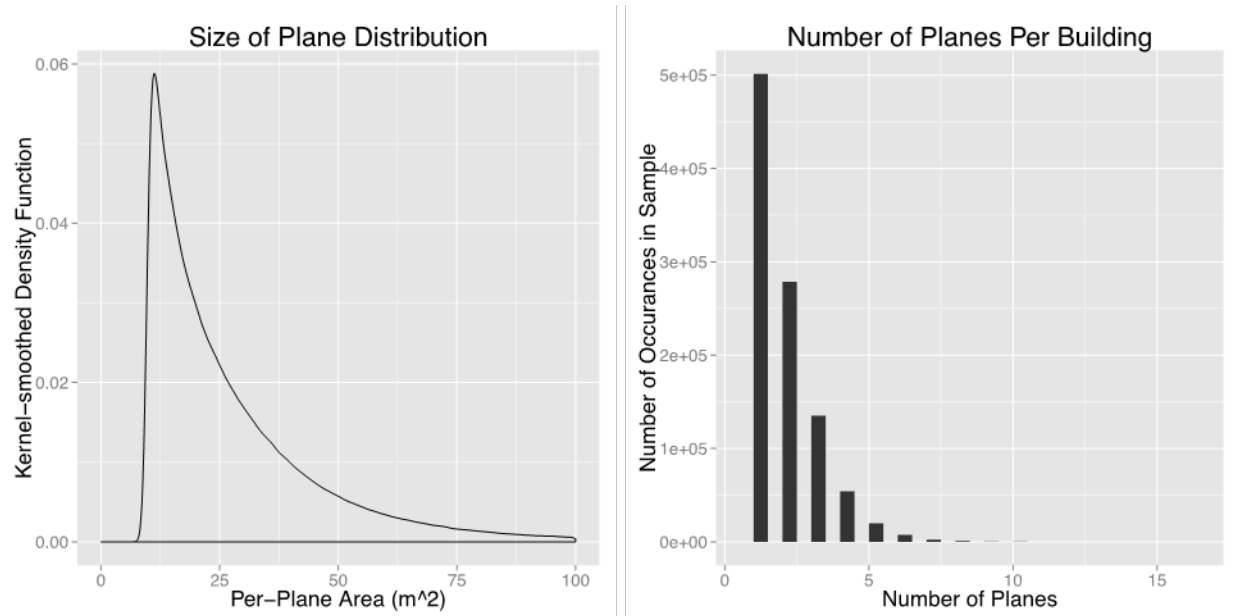 Size of Plane Distribution
Kernel-smoothed Density Function
0.06
0.04
0.02
0.00
0 25 50 75 100
Per-Plane Area (m^2)
Number of Planes Per Building
Number of Occurances in Sample
5e+05
4e+05
3e+05
2e+05
1e+05
0e+00
0 5 10 15
Number of Planes